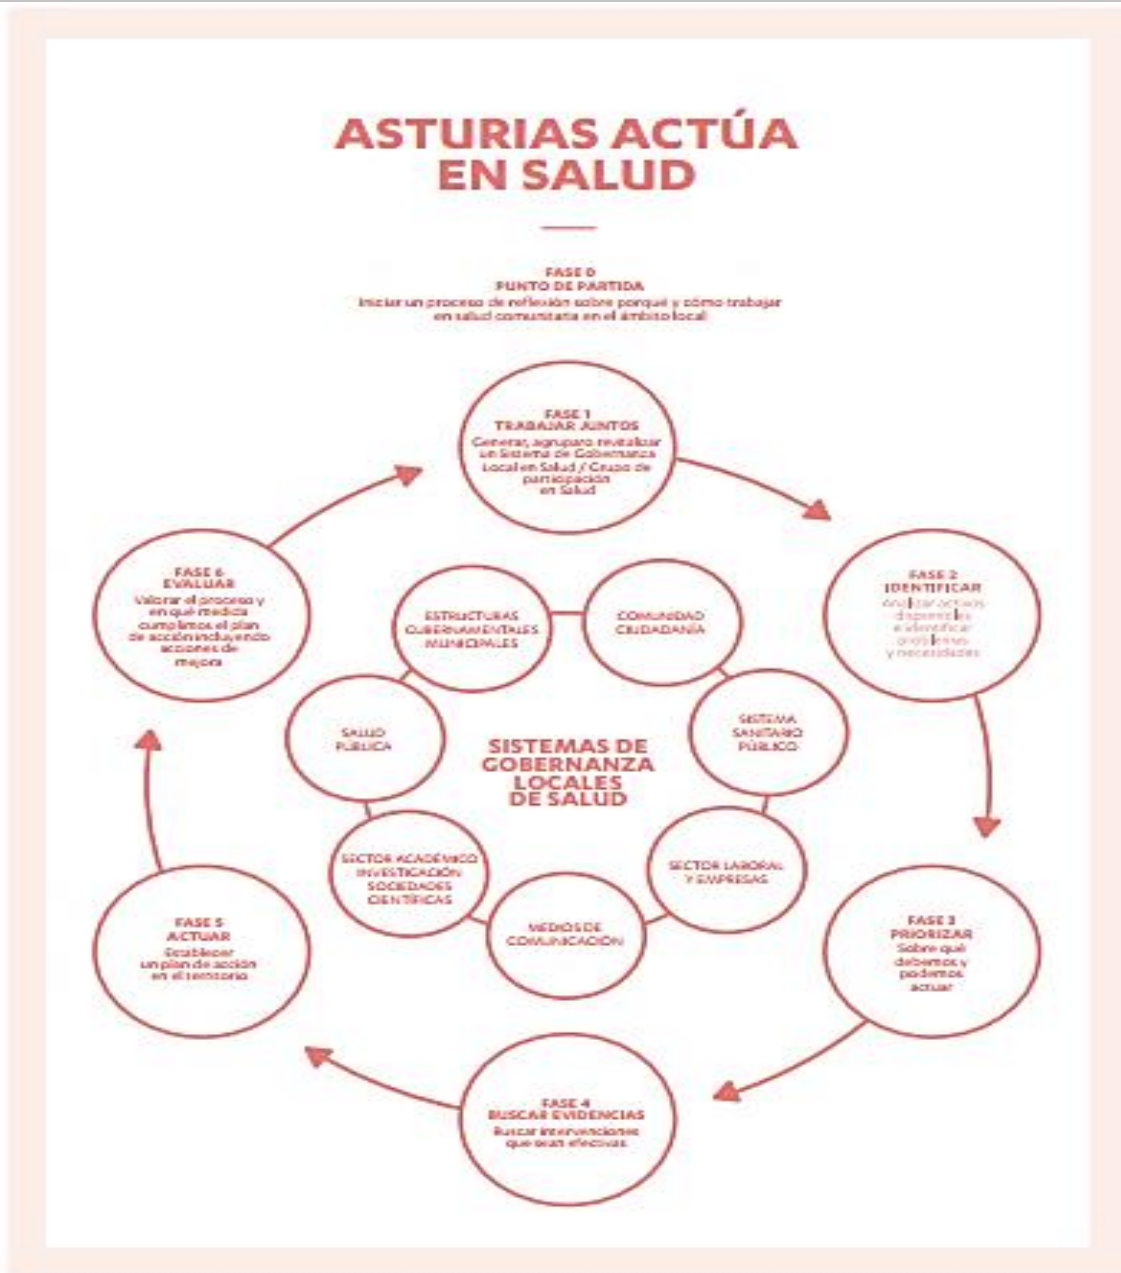 ASTURIAS ACTÚA
EN SALUD
FASE 0
PUNTO DE PARTIDA
Iniciar un proceso de reflexión sobre porqué y cómo trabajar
en salud comunitaria en el ámbito local
FASE 1
TRABAJAR JUNTOS
Generar, agrupar o revitalizar
un Sistema de Gobernanza
Local en Salud / Grupo de
participación
en Salud
FASE 2
IDENTIFICAR
Analizar activos
disponibles
e identificar
problemas
y necesidades
FASE 3
PRIORIZAR
Sobre qué
debemos y
podemos
actuar
FASE 4
BUSCAR EVIDENCIAS
Buscar intervenciones
que sean efectivas
FASE 5
ACTUAR
Establecer
un plan de acción
en el territorio
FASE 6
EVALUAR
Valorar el proceso y
en qué medida
cumplimos el plan
de acción incluyendo
acciones de
mejora
ESTRUCTURAS
GUBERNAMENTALES
MUNICIPALES
COMUNIDAD
CIUDADANÍA
SISTEMA
SANITARIO
PÚBLICO
SECTOR LABORAL
Y EMPRESAS
MEDIOS DE
COMUNICACIÓN
SECTOR ACADÉMICO
INVESTIGACIÓN
SOCIEDADES
CIENTÍFICAS
SALUD
PÚBLICA
SISTEMAS DE
GOBERNANZA
LOCALES
DE SALUD